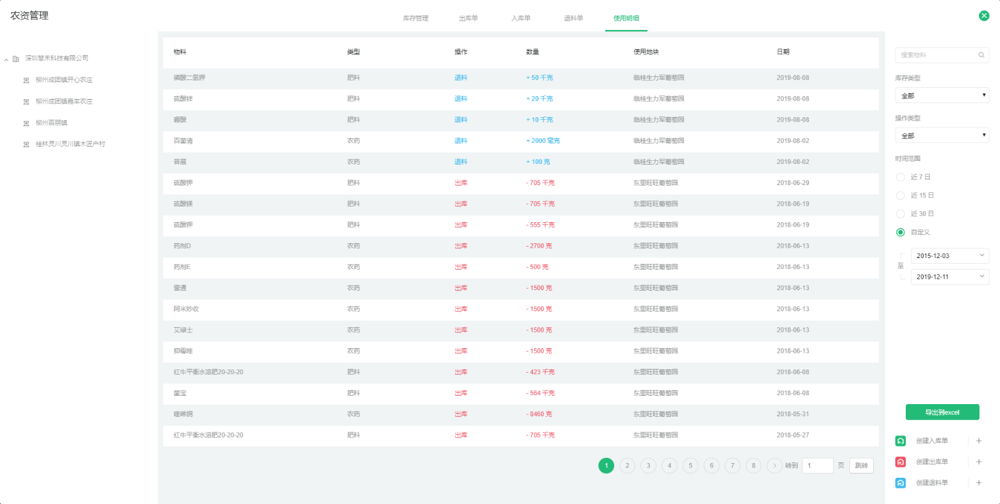 农资管理
库存管理 出库单 入库单 退料单 使用明细
深圳慧禾科技有限公司
柳州成团镇开心农庄
柳州成团镇嘉丰农庄
柳州百朋镇
桂林灵川灵川镇木匠户村
物料 类型 操作 数量 使用地块 日期
磷酸二氢钾 肥料 退料 + 50 千克 临桂生力军葡萄园 2019-08-08
硫酸锌 肥料 退料 + 20 千克 临桂生力军葡萄园 2019-08-08
硼酸 肥料 退料 + 10 千克 临桂生力军葡萄园 2019-08-08
百菌清 农药 退料 + 2000 毫克 临桂生力军葡萄园 2019-08-02
普展 农药 退料 + 100 克 临桂生力军葡萄园 2019-08-02
硫酸钾 肥料 出库 - 705 千克 东里旺旺葡萄园 2018-06-29
硫酸镁 肥料 出库 - 705 千克 东里旺旺葡萄园 2018-06-19
硫酸钾 肥料 出库 - 555 千克 东里旺旺葡萄园 2018-06-19
药剂D 农药 出库 - 2700 克 东里旺旺葡萄园 2018-06-13
药剂E 农药 出库 - 500 克 东里旺旺葡萄园 2018-06-13
雷通 农药 出库 - 1500 克 东里旺旺葡萄园 2018-06-13
阿米妙收 农药 出库 - 1500 克 东里旺旺葡萄园 2018-06-13
艾绿士 农药 出库 - 1500 克 东里旺旺葡萄园 2018-06-13
抑霉唑 农药 出库 - 1500 克 东里旺旺葡萄园 2018-06-13
红牛平衡水溶肥20-20-20 肥料 出库 - 423 千克 东里旺旺葡萄园 2018-06-08
菌宝 肥料 出库 - 564 千克 东里旺旺葡萄园 2018-06-08
喹啉铜 农药 出库 - 8460 克 东里旺旺葡萄园 2018-05-31
红牛平衡水溶肥20-20-20 肥料 出库 - 705 千克 东里旺旺葡萄园 2018-05-27
1 2 3 4 5 6 7 8 转到 1 页 跳转
搜索物料
库存类型
全部
操作类型
全部
时间范围
近 7 日
近 15 日
近 30 日
自定义
2015-12-03
至
2019-12-11
导出到excel
创建入库单
创建出库单
创建退料单